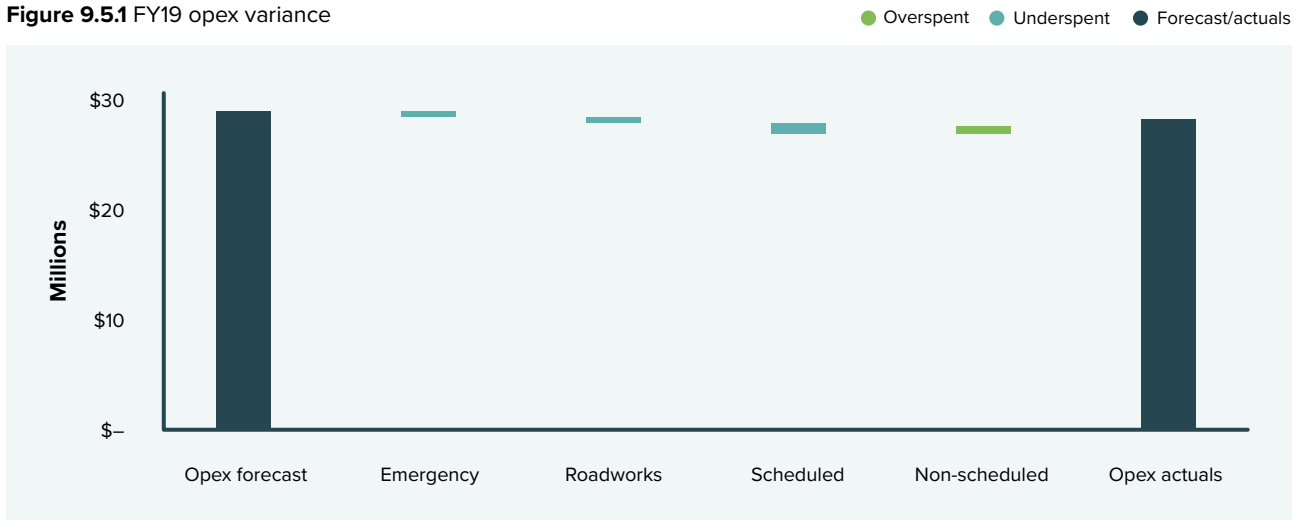 Figure 9.5.1 FY19 opex variance
Overspent Underspent Forecast/actuals
$30
$20
$10
$–
Millions
Opex forecast Emergency Roadworks Scheduled Non-scheduled Opex actuals